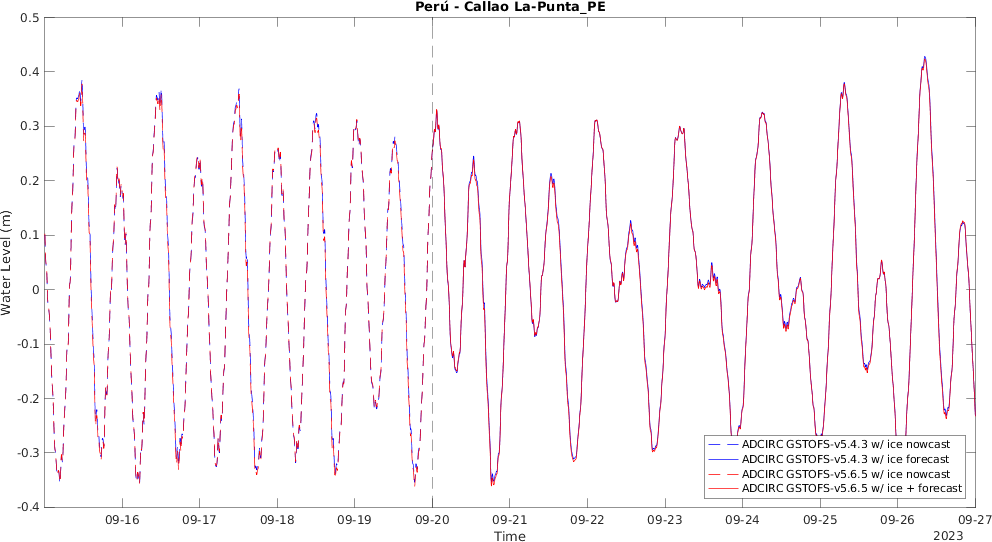 Perú - Callao La-Punta_PE
0.5
0.4
0.3
0.2
0.1
0
-0.1
-0.2
-0.3
-0.4
Water Level (m)
ADCIRC GSTOFS-v5.4.3 w/ ice nowcast
ADCIRC GSTOFS-v5.4.3 w/ ice forecast
ADCIRC GSTOFS-v5.6.5 w/ ice nowcast
ADCIRC GSTOFS-v5.6.5 w/ ice + forecast
09-16 09-17 09-18 09-19 09-20 09-21 09-22 09-23 09-24 09-25 09-26 09-27
Time
2023